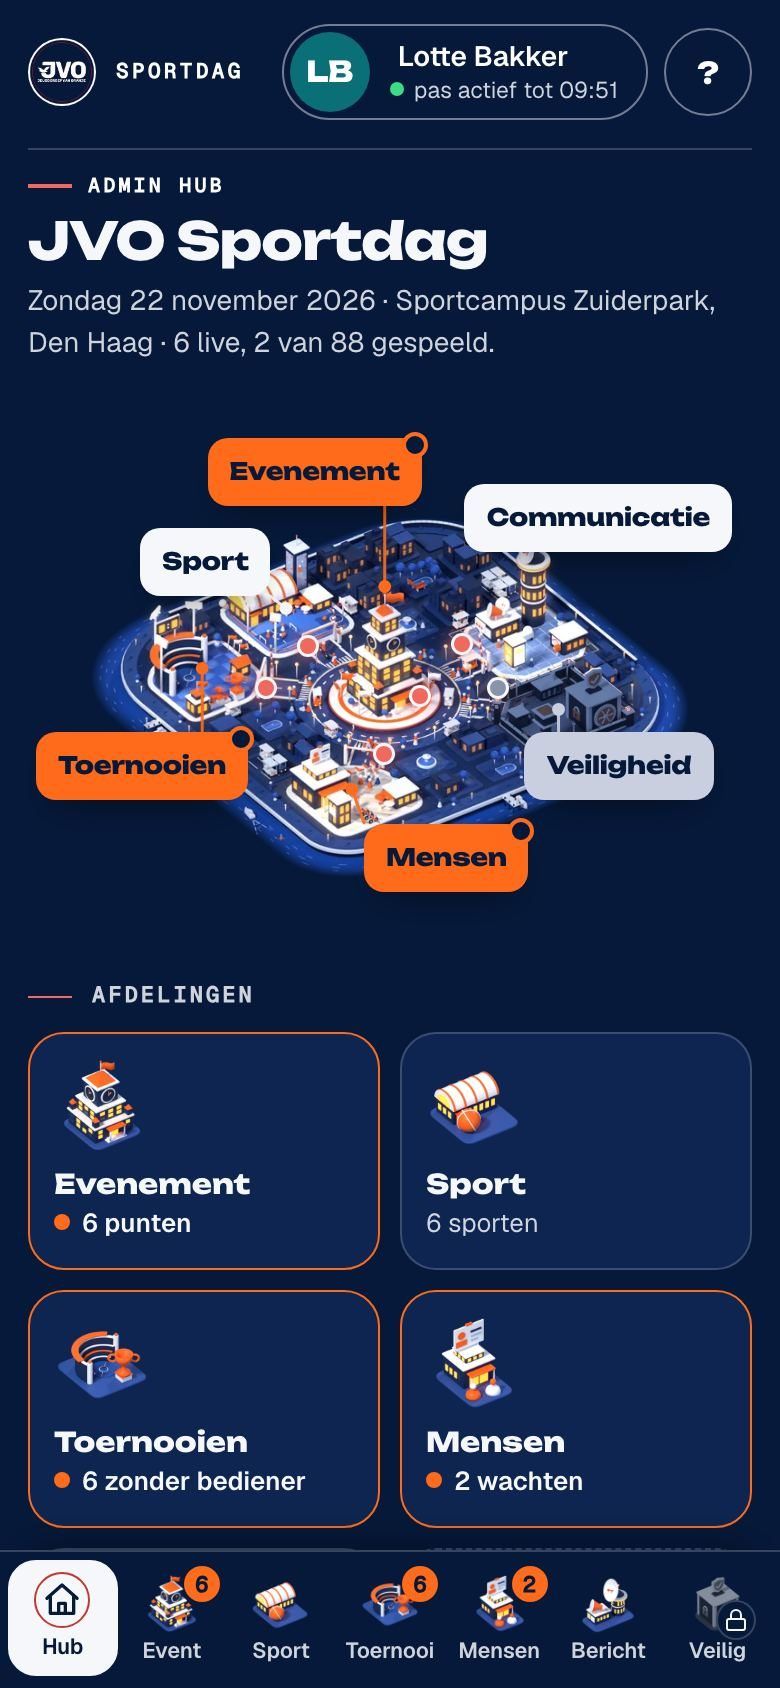 JVO
SPORTDAG
LB
Lotte Bakker
pas actief tot 09:51
?
ADMIN HUB
JVO Sportdag
Zondag 22 november 2026 · Sportcampus Zuiderpark,
Den Haag · 6 live, 2 van 88 gespeeld.
Evenement
Communicatie
Sport
Toernooien
Veiligheid
Mensen
AFDELINGEN
Evenement
6 punten
Sport
6 sporten
Toernooien
6 zonder bediener
Mensen
2 wachten
6
6
2
Hub
Event
Sport
Toernooi
Mensen
Bericht
Veilig